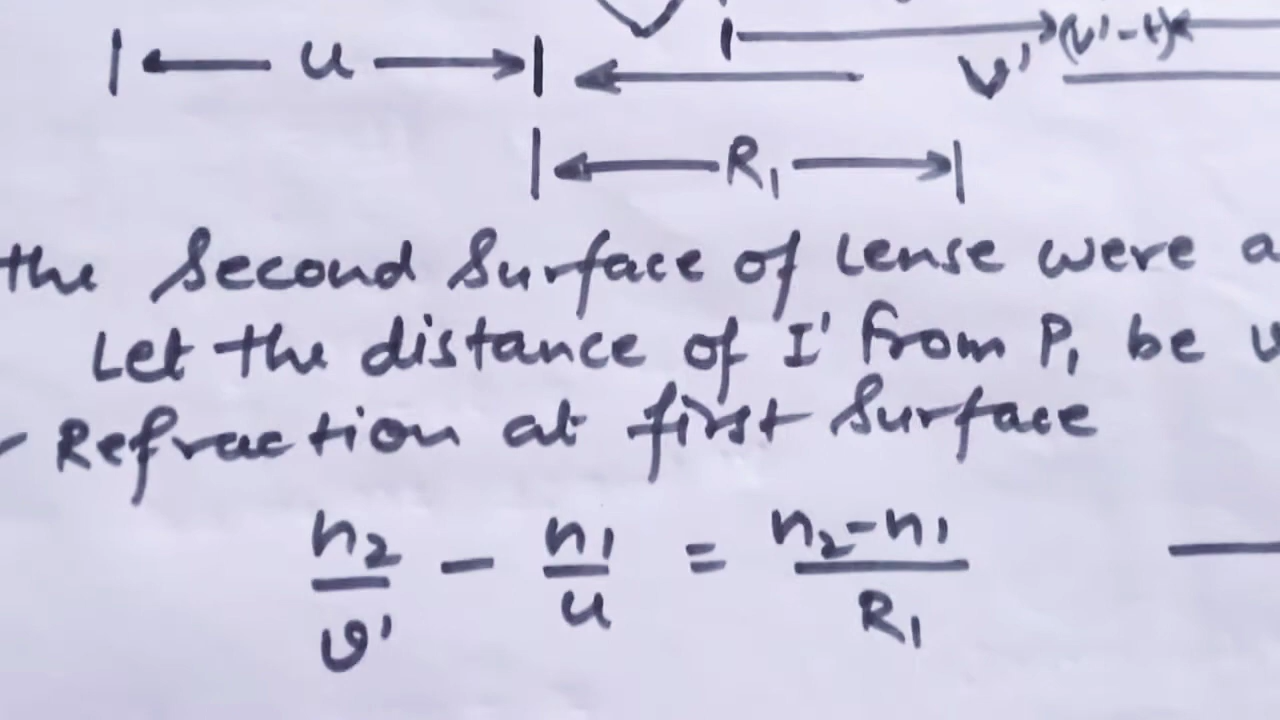 u
v' (v'-t)
R₁
the Second Surface of lense were a
Let the distance of I' from P₁ be v
Refraction at first Surface
n₂/v' - n₁/u = n₂-n₁/R₁